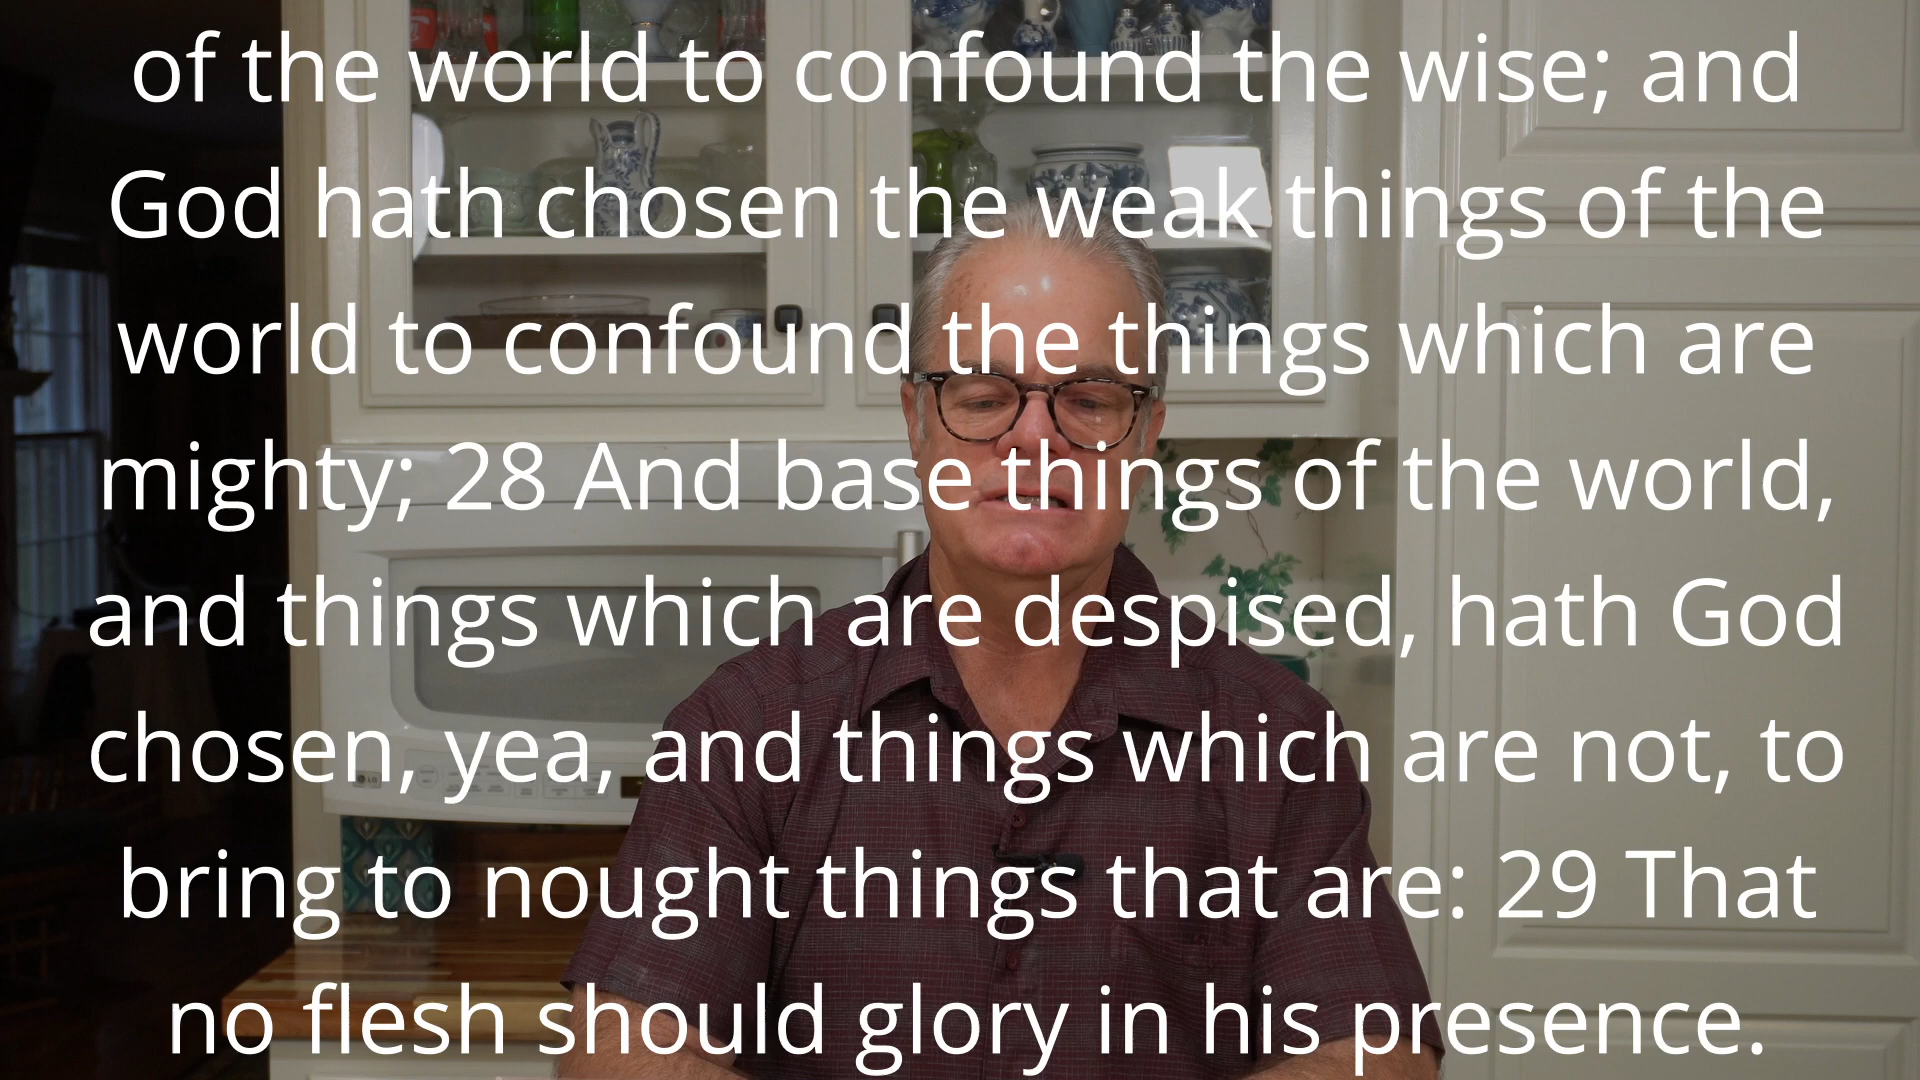 of the world to confound the wise; and
God hath chosen the weak things of the
world to confound the things which are
mighty; 28 And base things of the world,
and things which are despised, hath God
chosen, yea, and things which are not, to
bring to nought things that are: 29 That
no flesh should glory in his presence.
LG